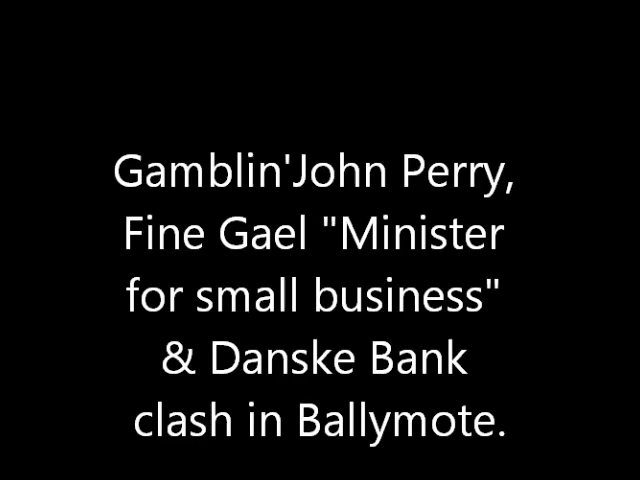 Gamblin'John Perry,
Fine Gael "Minister
for small business"
& Danske Bank
clash in Ballymote.